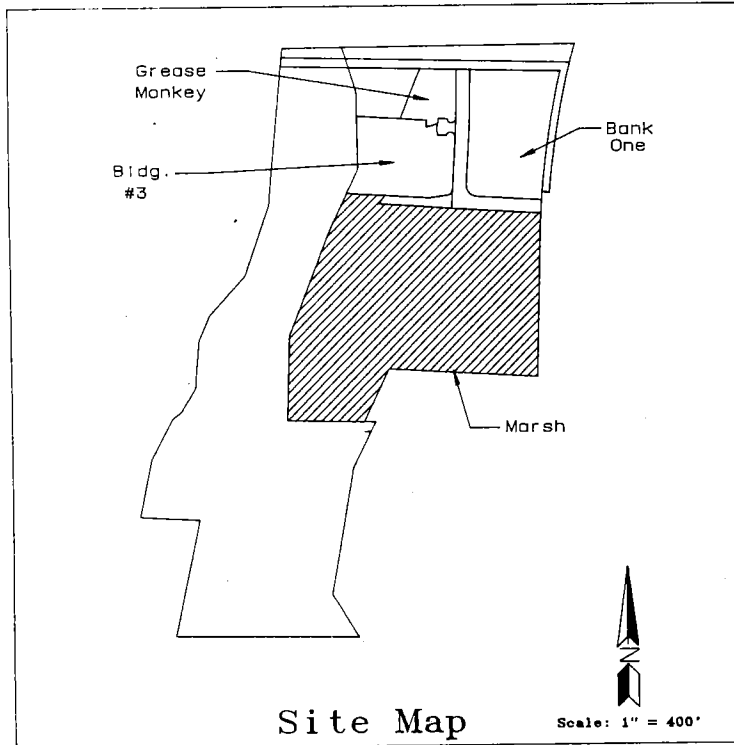 Grease
Monkey
Bank
One
Bldg.
#3
Marsh
N
Site Map
Scale: 1" = 400'